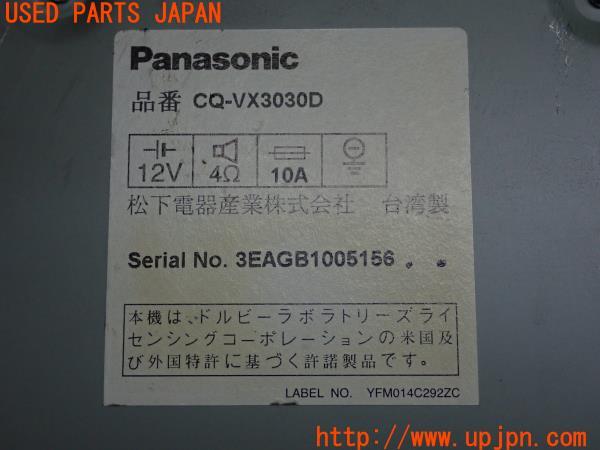 USED PARTS JAPAN
Panasonic
品番 CQ-VX3030D
12V 4Ω 10A
松下電器産業株式会社 台湾製
Serial No. 3EAGB1005156
本機は、ドルビーラボラトリーズライ
センシングコーポレーションの米国及
び外国特許に基づく許諾製品です。
LABEL NO. YFM014C292ZC
http://www.upjpn.com/